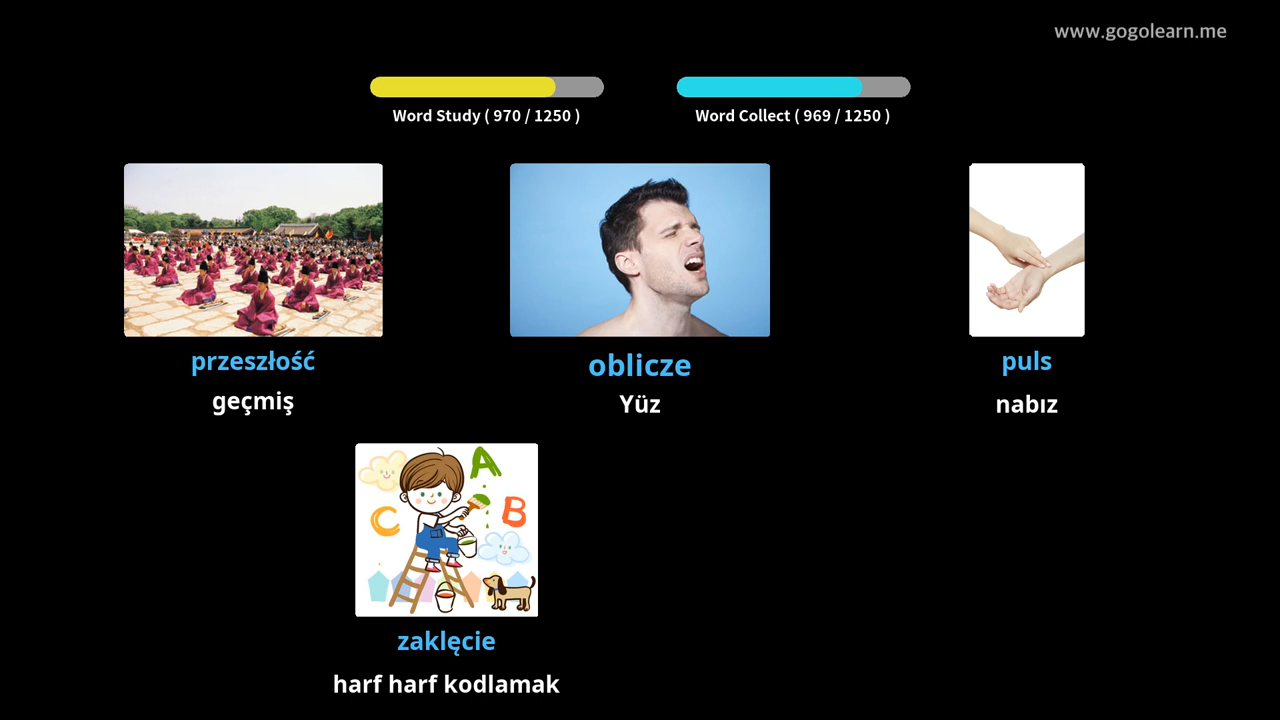 www.gogolearn.me
Word Study ( 970 / 1250 )
Word Collect ( 969 / 1250 )
przeszłość
oblicze
puls
geçmiş
Yüz
nabız
A
B
C
zaklęcie
harf harf kodlamak